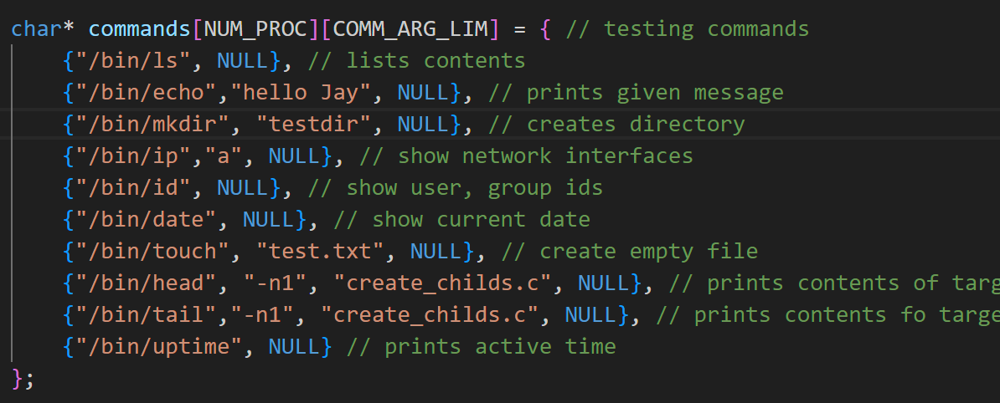 char* commands[NUM_PROC][COMM_ARG_LIM] = { // testing commands
    {"/bin/ls", NULL}, // lists contents
    {"/bin/echo","hello Jay", NULL}, // prints given message
    {"/bin/mkdir", "testdir", NULL}, // creates directory
    {"/bin/ip","a", NULL}, // show network interfaces
    {"/bin/id", NULL}, // show user, group ids
    {"/bin/date", NULL}, // show current date
    {"/bin/touch", "test.txt", NULL}, // create empty file
    {"/bin/head", "-n1", "create_childs.c", NULL}, // prints contents of targ
    {"/bin/tail","-n1", "create_childs.c", NULL}, // prints contents fo targe
    {"/bin/uptime", NULL} // prints active time
};